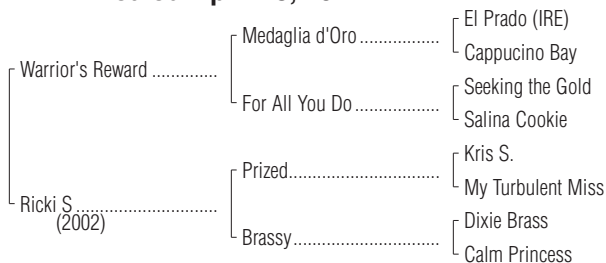 El Prado (IRE)
Medaglia d'Oro
Cappucino Bay
Warrior's Reward
Seeking the Gold
For All You Do
Salina Cookie
Kris S.
Prized
My Turbulent Miss
Ricki S
(2002)
Dixie Brass
Brassy
Calm Princess